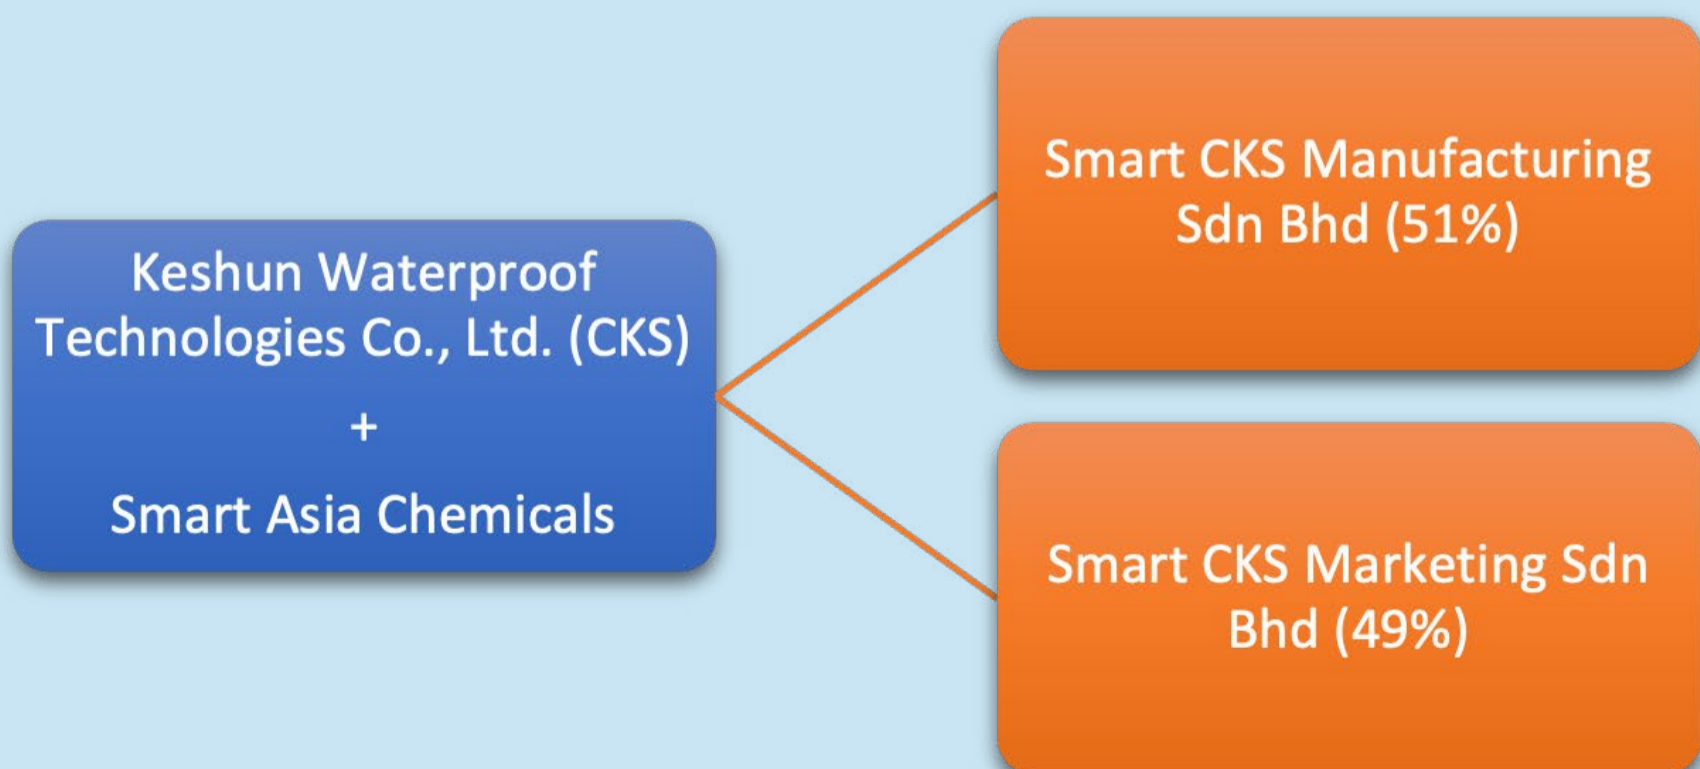 Keshun Waterproof
Technologies Co., Ltd. (CKS)
+
Smart Asia Chemicals
Smart CKS Manufacturing
Sdn Bhd (51%)
Smart CKS Marketing Sdn
Bhd (49%)